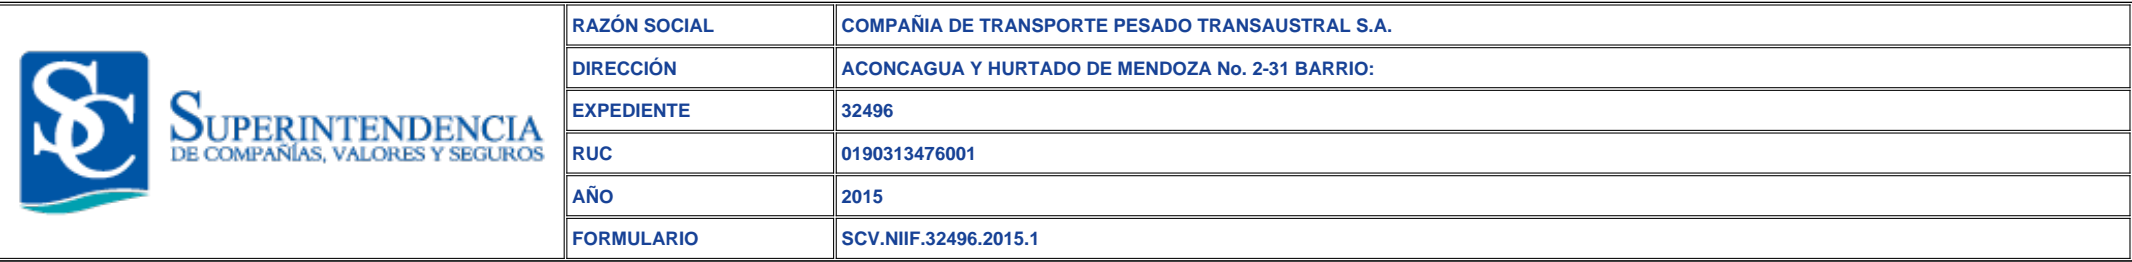 SC
SUPERINTENDENCIA
DE COMPAÑÍAS, VALORES Y SEGUROS
RAZÓN SOCIAL COMPAÑIA DE TRANSPORTE PESADO TRANSAUSTRAL S.A.
DIRECCIÓN ACONCAGUA Y HURTADO DE MENDOZA No. 2-31 BARRIO:
EXPEDIENTE 32496
RUC 0190313476001
AÑO 2015
FORMULARIO SCV.NIIF.32496.2015.1